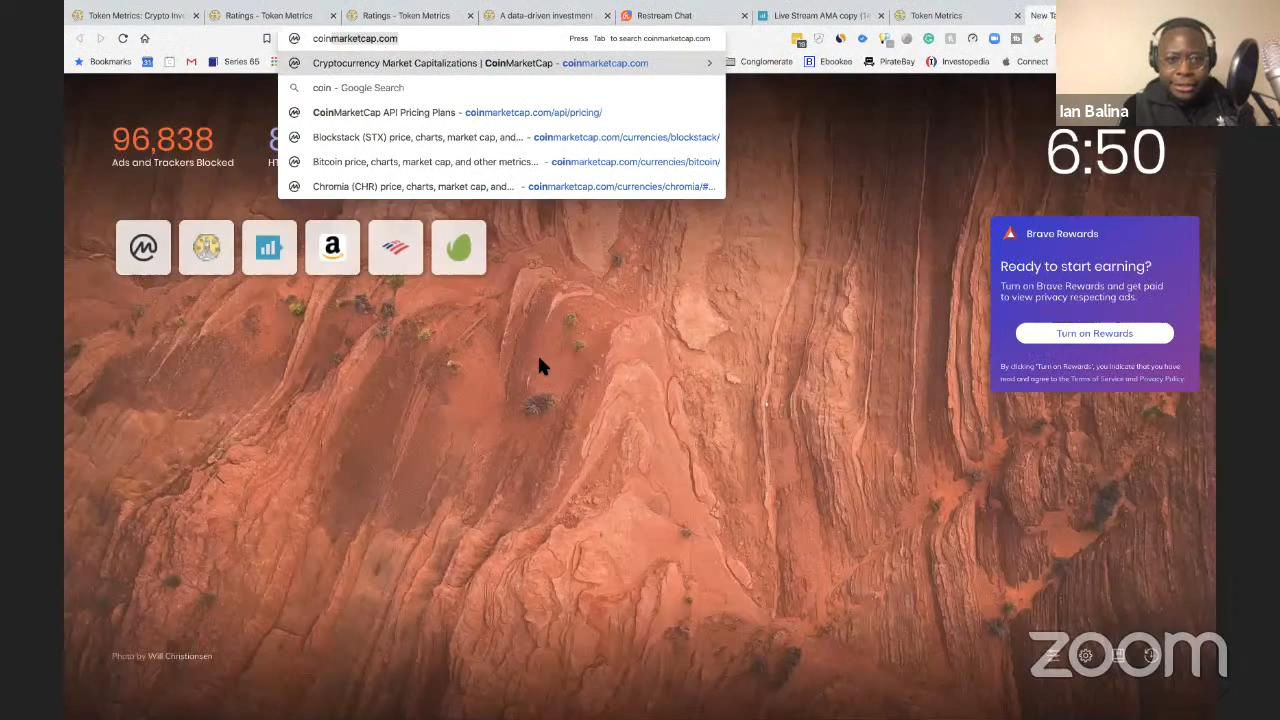 Token Metrics: Crypto Inv
Ratings - Token Metrics
Ratings - Token Metrics
A data-driven investment
Restream Chat
Live Stream AMA copy (1
Token Metrics
New Ta
coinmarketcap.com
Press Tab to search coinmarketcap.com
Bookmarks
Series 65
Conglomerate
Ebookee
PirateBay
Investopedia
Connect
Cryptocurrency Market Capitalizations | CoinMarketCap - coinmarketcap.com
coin - Google Search
CoinMarketCap API Pricing Plans - coinmarketcap.com/api/pricing/
Blockstack (STX) price, charts, market cap, and... - coinmarketcap.com/currencies/blockstack/
Bitcoin price, charts, market cap, and other metrics... - coinmarketcap.com/currencies/bitcoin/
Chromia (CHR) price, charts, market cap, and... - coinmarketcap.com/currencies/chromia/#...
Ian Balina
96,838
Ads and Trackers Blocked
6:50
Brave Rewards
Ready to start earning?
Turn on Brave Rewards and get paid
to view privacy respecting ads.
Turn on Rewards
By clicking 'Turn on Rewards', you indicate that you have
read and agree to the Terms of Service and Privacy Policy.
Photo by Will Christiansen
zoom